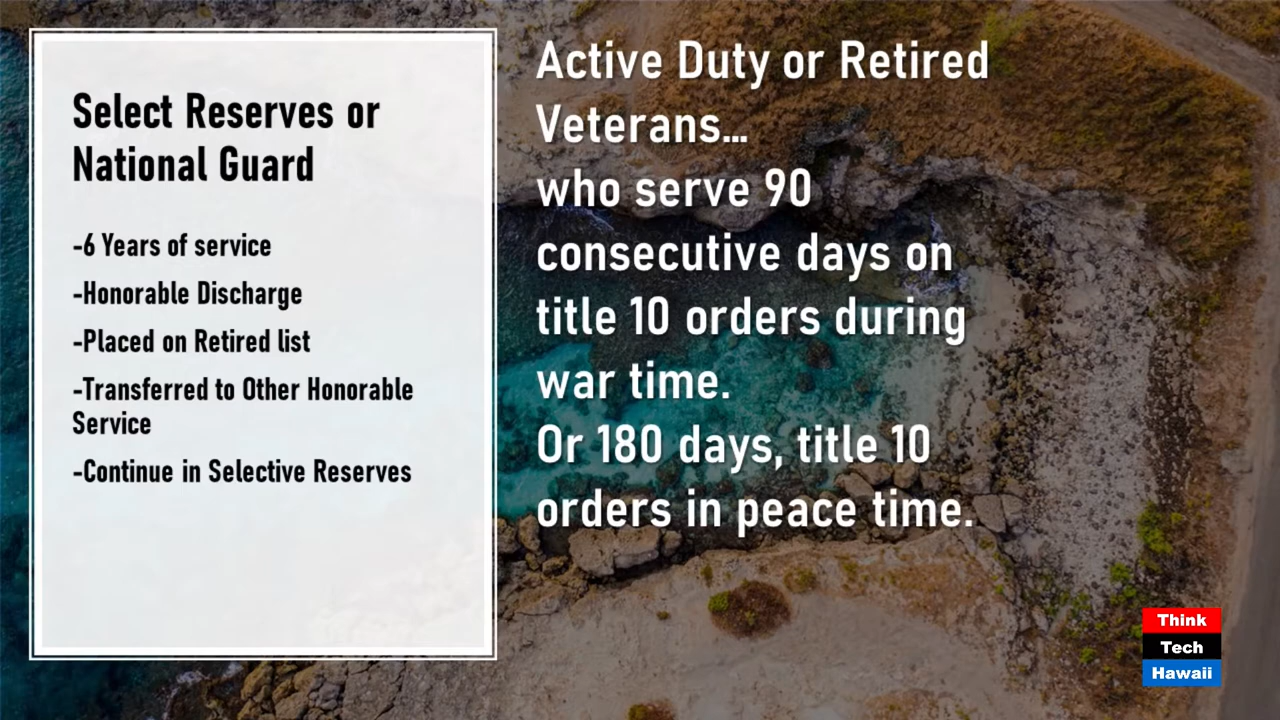 Select Reserves or
National Guard
-6 Years of service
-Honorable Discharge
-Placed on Retired list
-Transferred to Other Honorable
Service
-Continue in Selective Reserves
Active Duty or Retired
Veterans...
who serve 90
consecutive days on
title 10 orders during
war time.
Or 180 days, title 10
orders in peace time.
Think
Tech
Hawaii